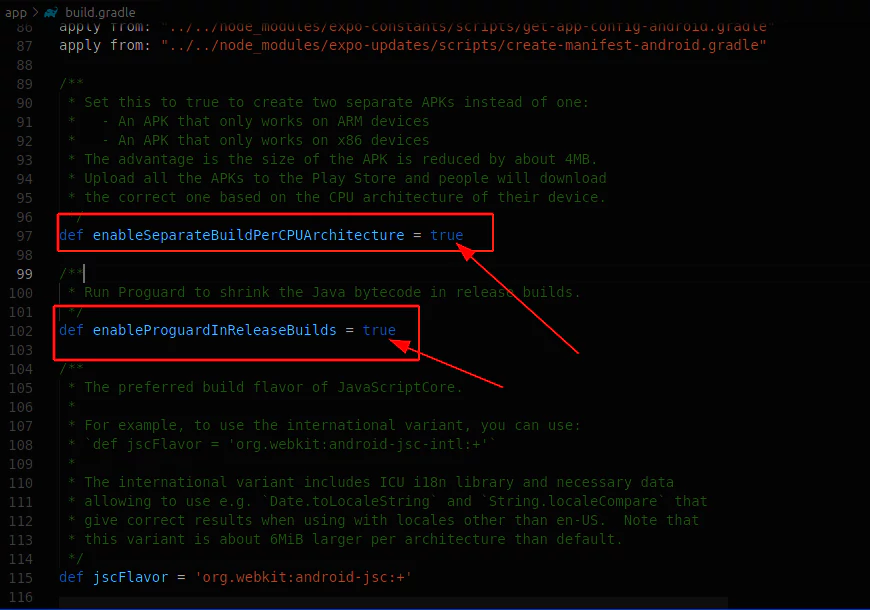 app > build.gradle
86 apply from: "../../node_modules/expo-constants/scripts/get-app-config-android.gradle"
87 apply from: "../../node_modules/expo-updates/scripts/create-manifest-android.gradle"
88
89 /**
90 * Set this to true to create two separate APKs instead of one:
91 *   - An APK that only works on ARM devices
92 *   - An APK that only works on x86 devices
93 * The advantage is the size of the APK is reduced by about 4MB.
94 * Upload all the APKs to the Play Store and people will download
95 * the correct one based on the CPU architecture of their device.
96 */
97 def enableSeparateBuildPerCPUArchitecture = true
98
99 /**
100 * Run Proguard to shrink the Java bytecode in release builds.
101 */
102 def enableProguardInReleaseBuilds = true
103
104 /**
105 * The preferred build flavor of JavaScriptCore.
106 *
107 * For example, to use the international variant, you can use:
108 * `def jscFlavor = 'org.webkit:android-jsc-intl:+'`
109 *
110 * The international variant includes ICU i18n library and necessary data
111 * allowing to use e.g. `Date.toLocaleString` and `String.localeCompare` that
112 * give correct results when using with locales other than en-US.  Note that
113 * this variant is about 6MiB larger per architecture than default.
114 */
115 def jscFlavor = 'org.webkit:android-jsc:+'
116